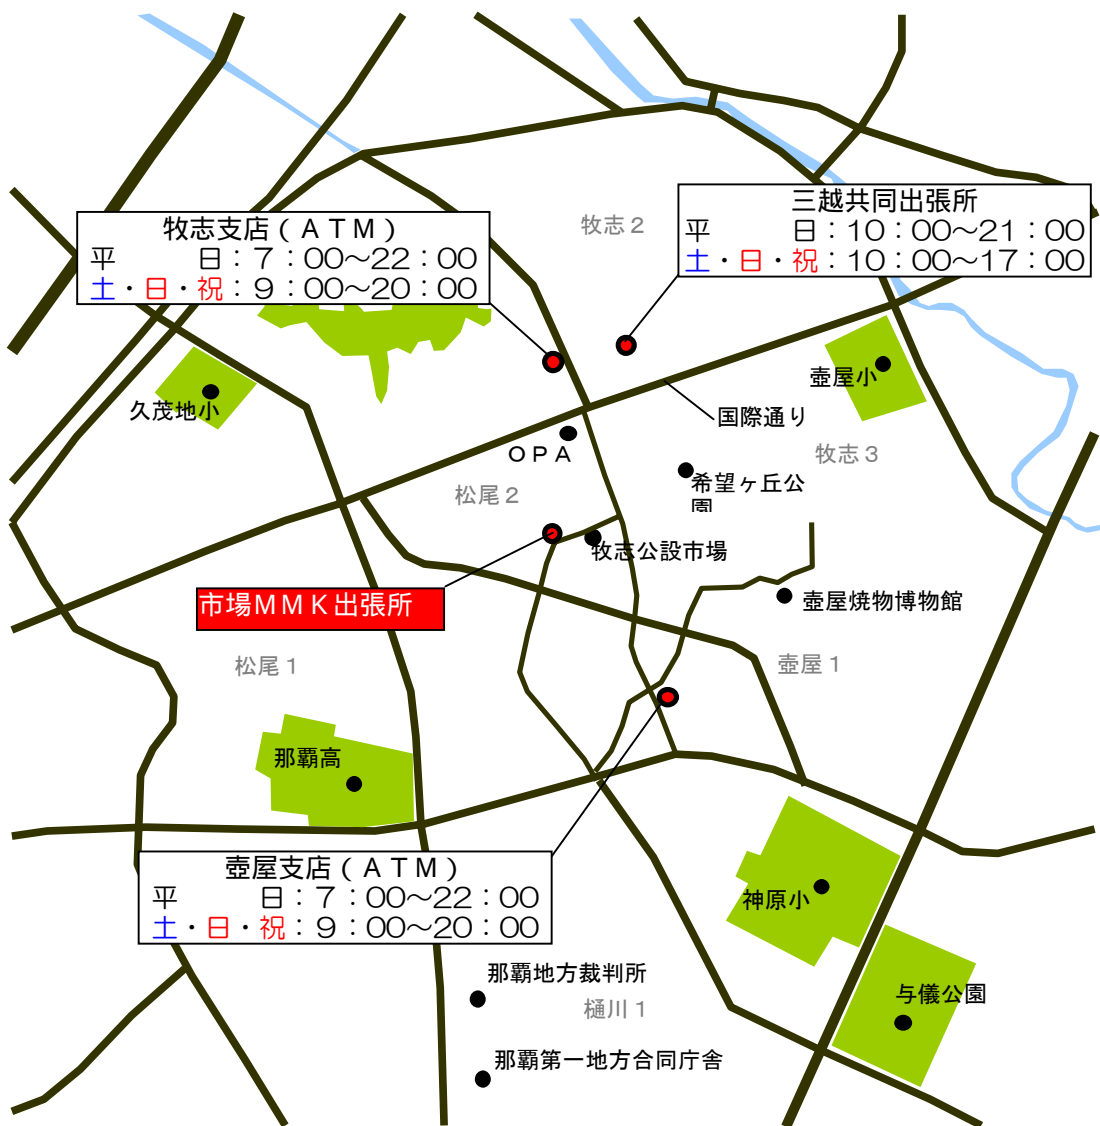 牧志支店(ATM)
平　　　日:7:00~22:00
土・日・祝:9:00~20:00
牧志2
三越共同出張所
平　　　日:10:00~21:00
土・日・祝:10:00~17:00
久茂地小
壺屋小
国際通り
OPA
牧志3
松尾2
希望ヶ丘公
園
牧志公設市場
市場MMK出張所
壺屋焼物博物館
松尾1
壺屋1
那覇高
壺屋支店(ATM)
平　　　日:7:00~22:00
土・日・祝:9:00~20:00
神原小
那覇地方裁判所
樋川1
与儀公園
那覇第一地方合同庁舎